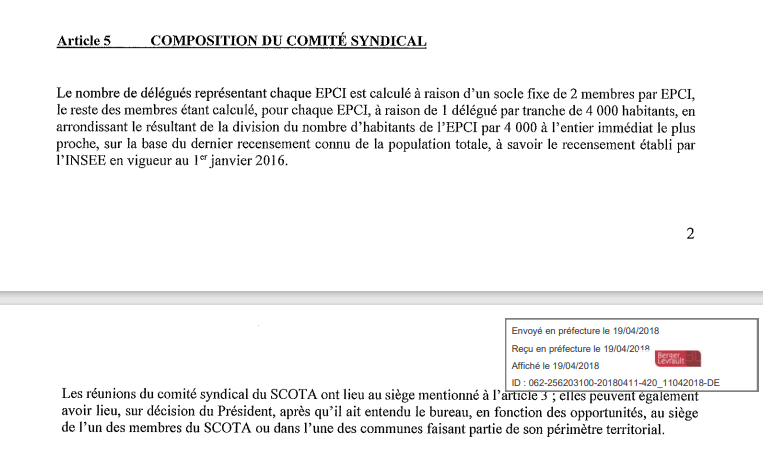 Article 5 COMPOSITION DU COMITÉ SYNDICAL
Le nombre de délégués représentant chaque EPCI est calculé à raison d'un socle fixe de 2 membres par EPCI,
le reste des membres étant calculé, pour chaque EPCI, à raison de 1 délégué par tranche de 4 000 habitants, en
arrondissant le résultant de la division du nombre d'habitants de l'EPCI par 4 000 à l'entier immédiat le plus
proche, sur la base du dernier recensement connu de la population totale, à savoir le recensement établi par
l'INSEE en vigueur au 1er janvier 2016.
2
Envoyé en préfecture le 19/04/2018
Reçu en préfecture le 19/04/2018
Berger
Levrault
Affiché le 19/04/2018
ID : 062-256203100-20180411-420_11042018-DE
Les réunions du comité syndical du SCOTA ont lieu au siège mentionné à l'article 3 ; elles peuvent également
avoir lieu, sur décision du Président, après qu'il ait entendu le bureau, en fonction des opportunités, au siège
de l'un des membres du SCOTA ou dans l'une des communes faisant partie de son périmètre territorial.